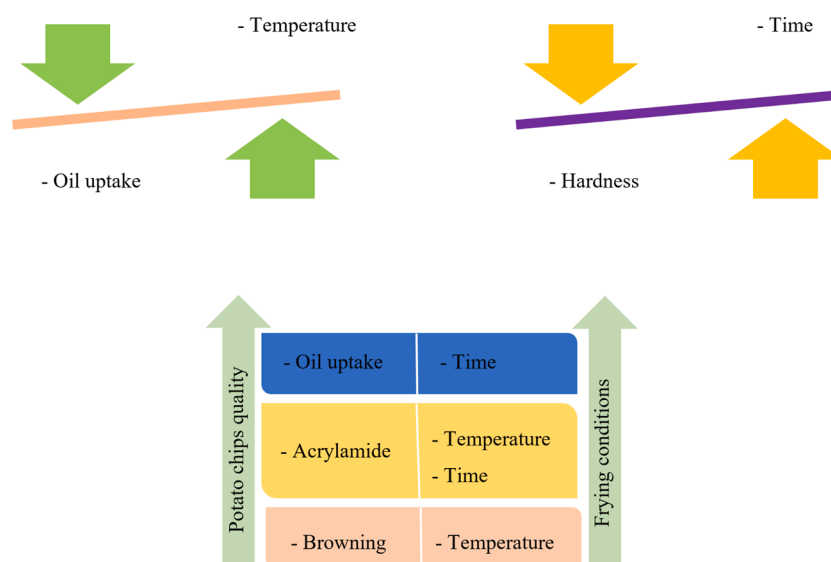 - Temperature
- Time
- Oil uptake
- Hardness
Potato chips quality
Frying conditions
- Oil uptake
- Time
- Acrylamide
- Temperature
- Time
- Browning
- Temperature